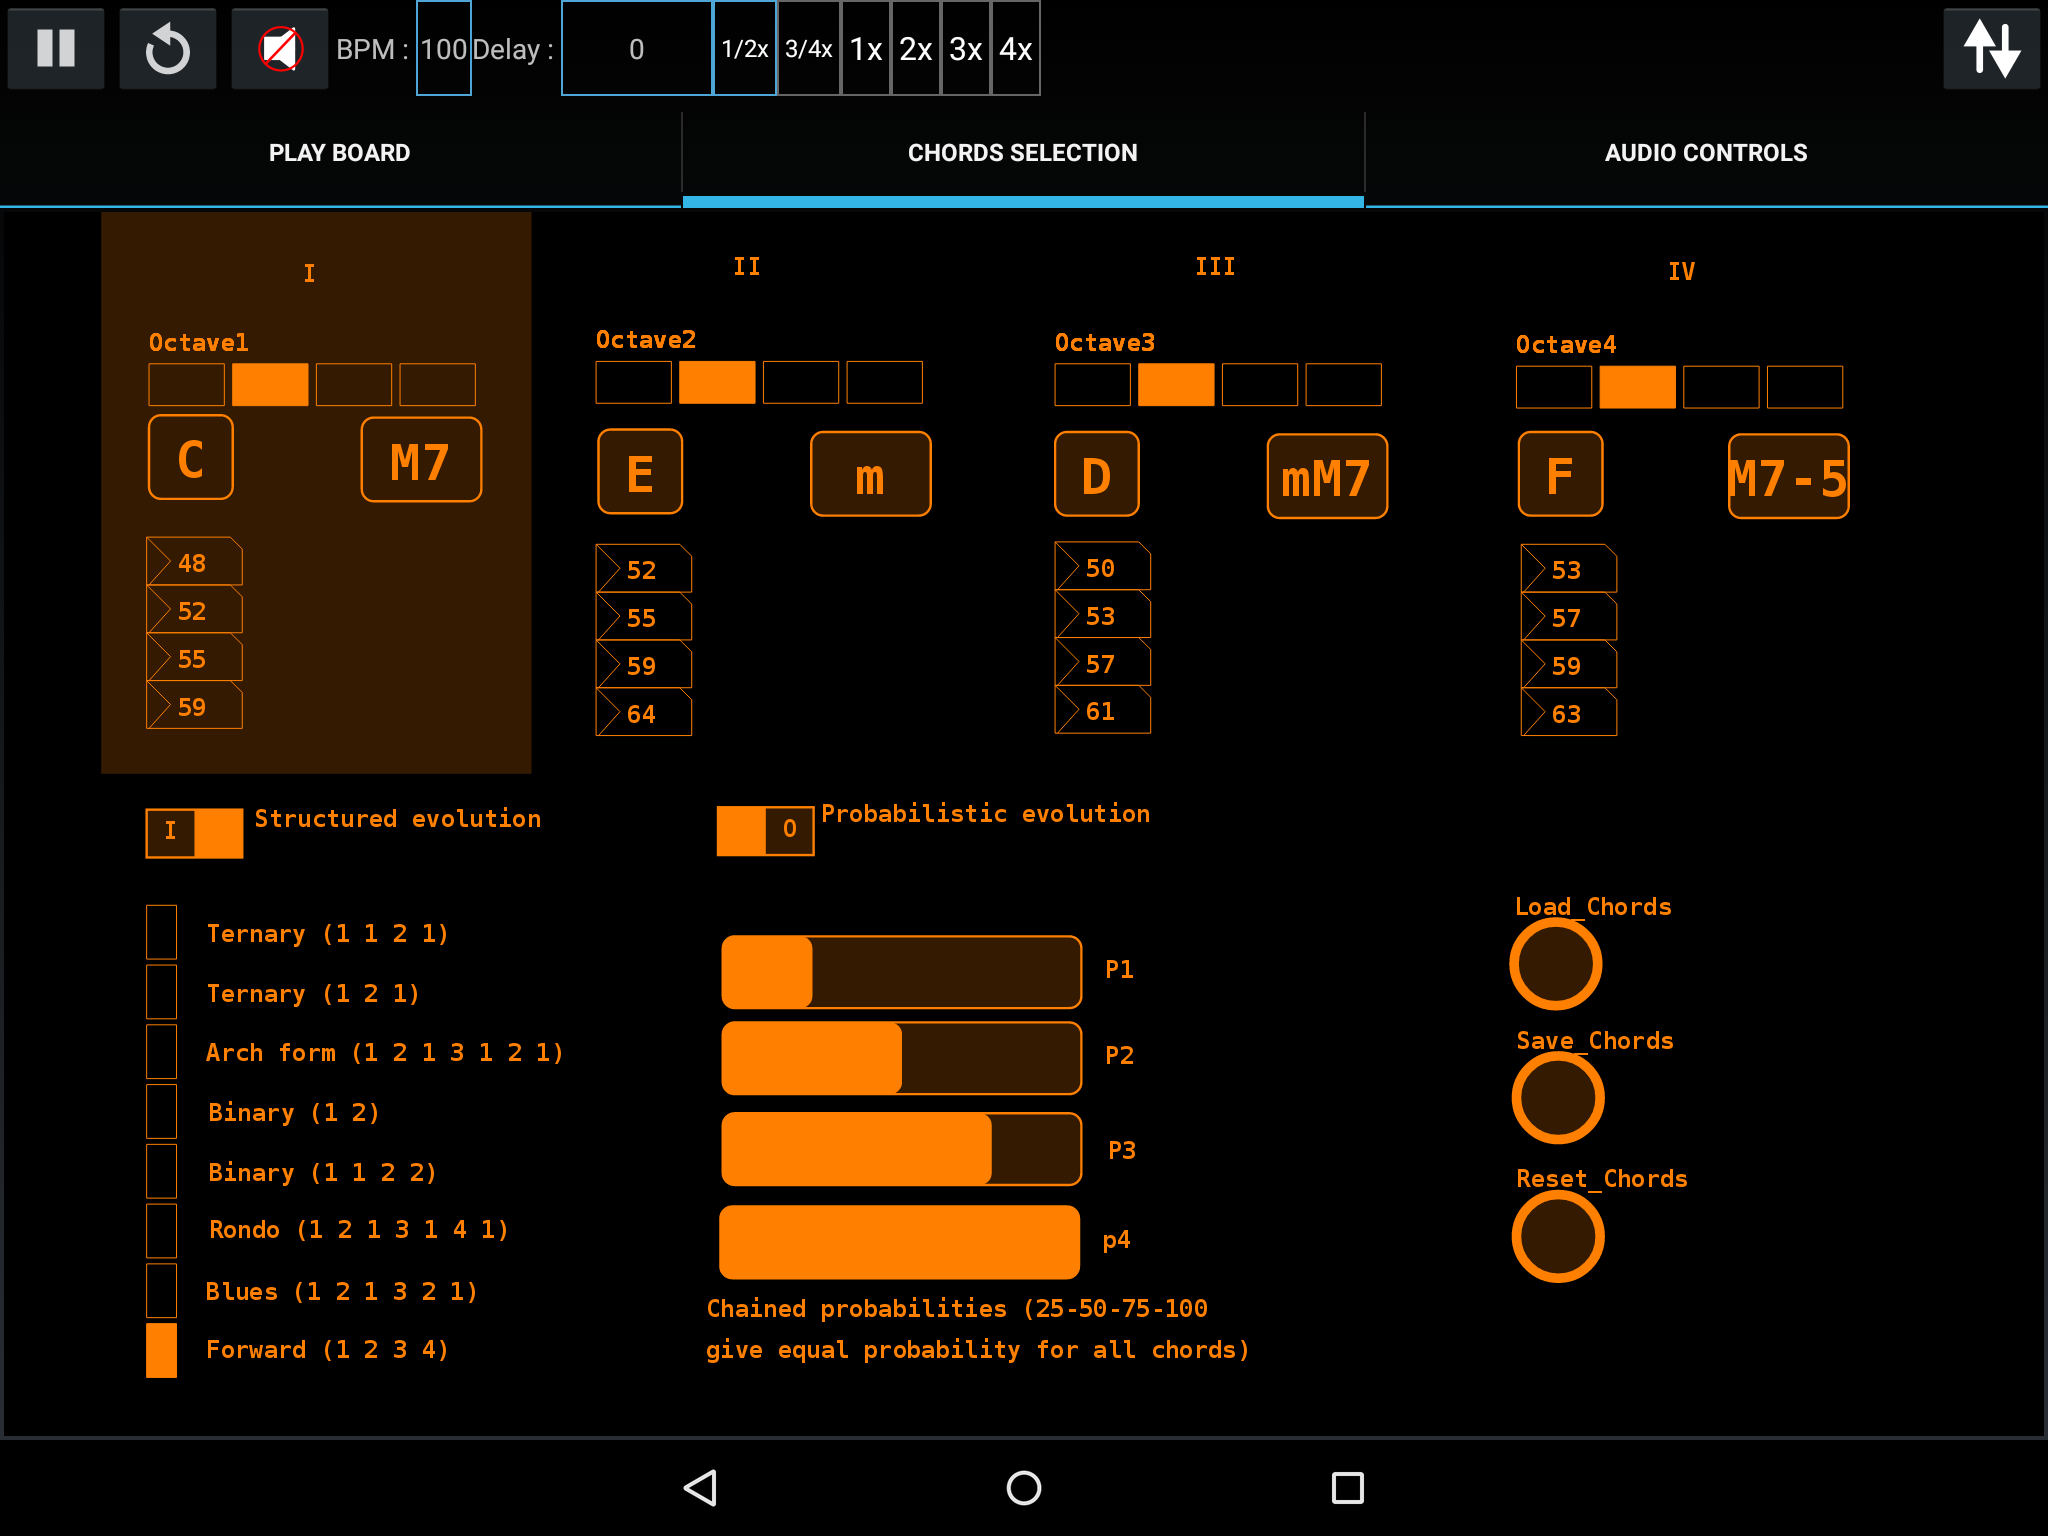 BPM : 100 Delay : 0 1/2x 3/4x 1x 2x 3x 4x
PLAY BOARD CHORDS SELECTION AUDIO CONTROLS
I II III IV
Octave1 Octave2 Octave3 Octave4
C M7 E m D mM7 F M7-5
48 52 50 53
52 55 53 57
55 59 57 59
59 64 61 63
I Structured evolution O Probabilistic evolution
Ternary (1 1 2 1)
Ternary (1 2 1)
Arch form (1 2 1 3 1 2 1)
Binary (1 2)
Binary (1 1 2 2)
Rondo (1 2 1 3 1 4 1)
Blues (1 2 1 3 2 1)
Forward (1 2 3 4)
P1
P2
P3
p4
Chained probabilities (25-50-75-100
give equal probability for all chords)
Load_Chords
Save_Chords
Reset_Chords